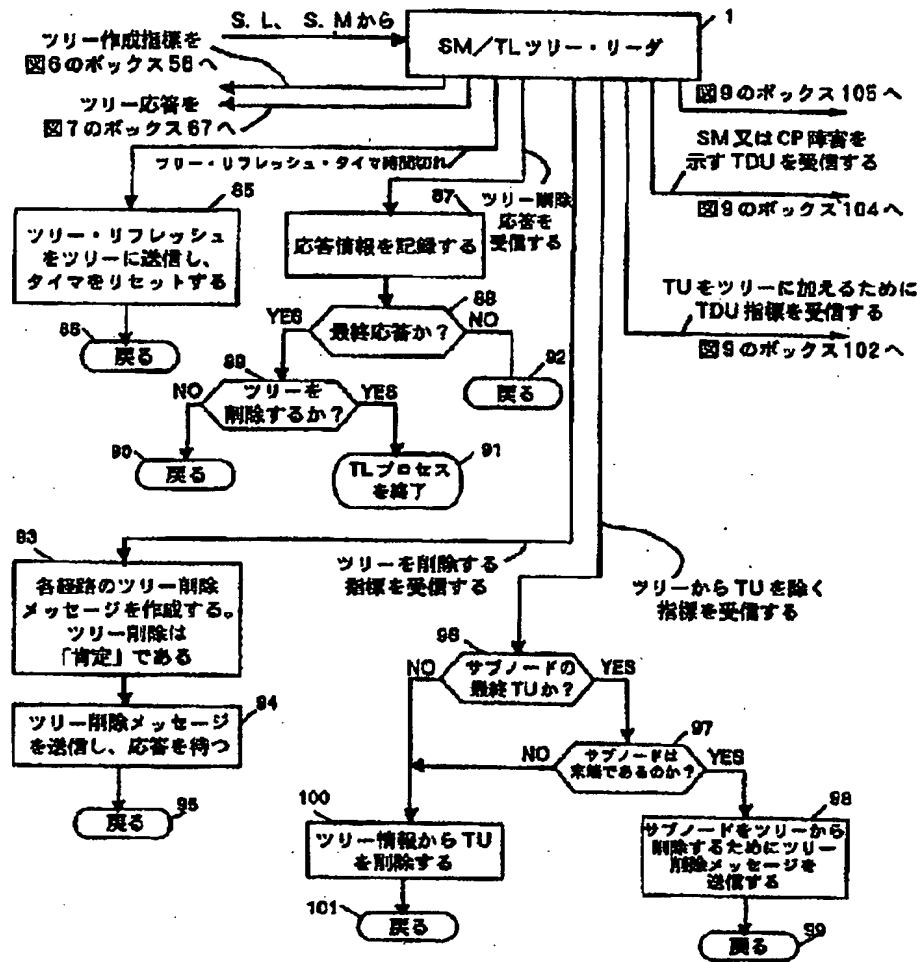 S. L、S. Mから
1
SM／TLツリー・リーダ
ツリー作成指標を
図6のボックス56へ
ツリー応答を
図7のボックス67へ
図9のボックス105へ
SM又はCP障害を
示すTDUを受信する
図9のボックス104へ
TUをツリーに加えるために
TDU指標を受信する
図9のボックス102へ
ツリー・リフレッシュ・タイマ時間切れ
85
ツリー・リフレッシュ
をツリーに送信し、
タイマをリセットする
86
戻る
ツリー削除
応答を
受信する
87
応答情報を記録する
88
最終応答か？
YES
NO
92
戻る
89
ツリーを
削除するか？
NO
YES
90
戻る
91
TLプロセス
を終了
ツリーを削除する
指標を受信する
93
各経路のツリー削除
メッセージを作成する。
ツリー削除は
「肯定」である
94
ツリー削除メッセージ
を送信し、応答を待つ
95
戻る
ツリーからTUを除く
指標を受信する
96
サブノードの
最終TUか？
NO
YES
97
サブノードは
末端であるのか？
NO
YES
98
サブノードをツリーから
削除するためにツリー
削除メッセージを
送信する
99
戻る
100
ツリー情報からTU
を削除する
101
戻る